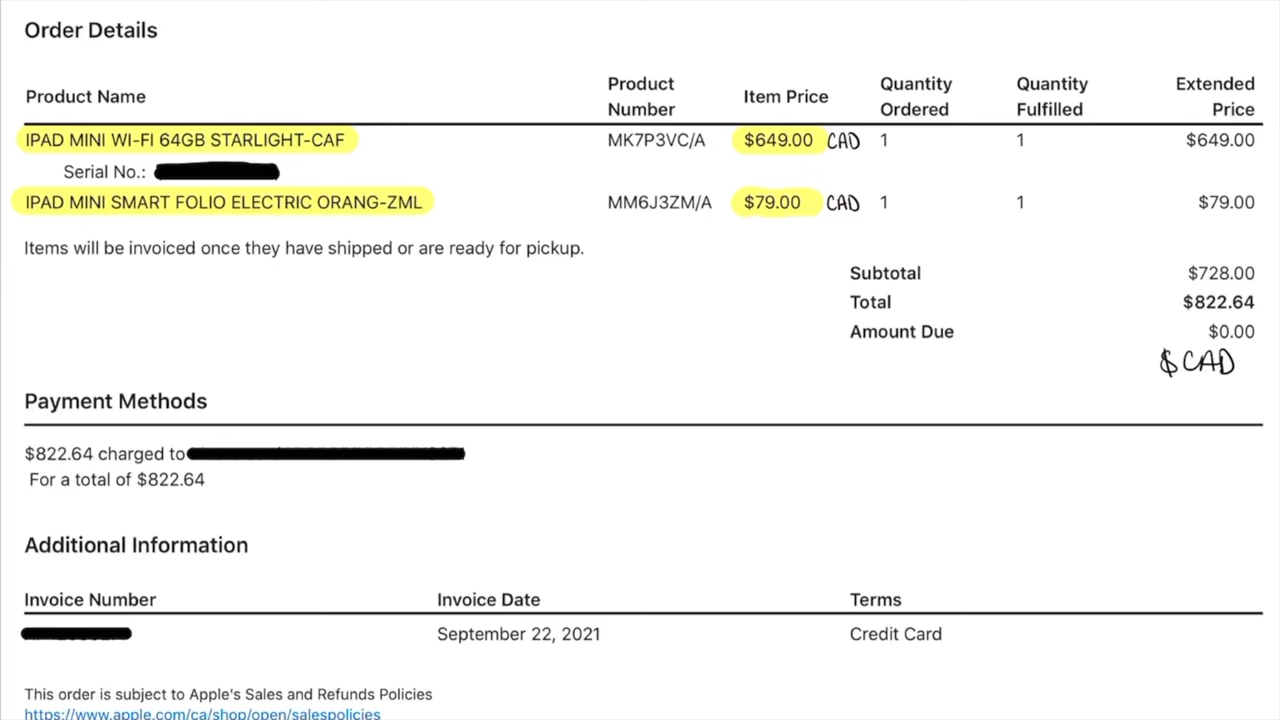 Order Details
Product Name Product Number Item Price Quantity Ordered Quantity Fulfilled Extended Price
IPAD MINI WI-FI 64GB STARLIGHT-CAF MK7P3VC/A $649.00 CAD 1 1 $649.00
Serial No.:
IPAD MINI SMART FOLIO ELECTRIC ORANG-ZML MM6J3ZM/A $79.00 CAD 1 1 $79.00
Items will be invoiced once they have shipped or are ready for pickup.
Subtotal $728.00
Total $822.64
Amount Due $0.00
$ CAD
Payment Methods
$822.64 charged to
For a total of $822.64
Additional Information
Invoice Number Invoice Date Terms
September 22, 2021 Credit Card
This order is subject to Apple's Sales and Refunds Policies
https://www.apple.com/ca/shop/open/salespolicies